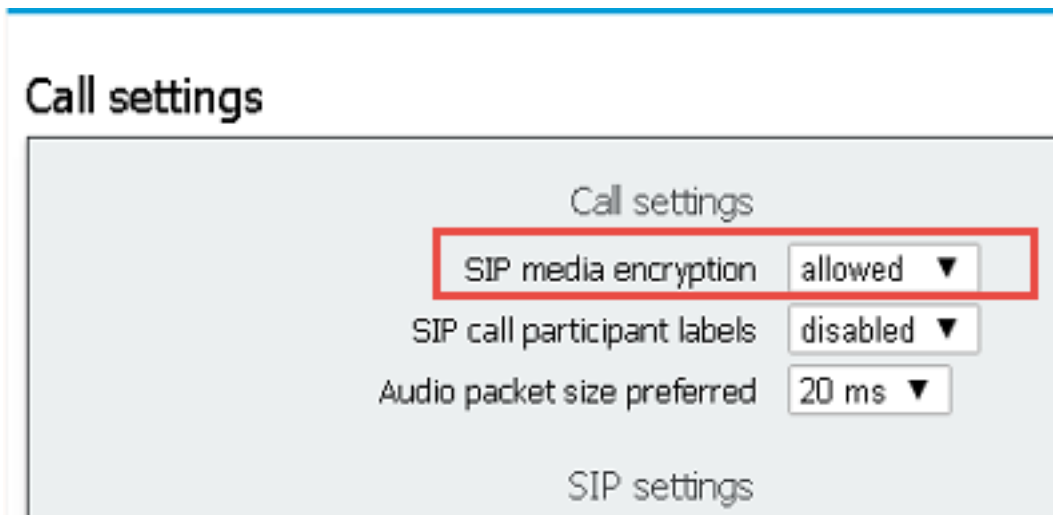 Call settings
Call settings
SIP media encryption allowed ▼
SIP call participant labels disabled ▼
Audio packet size preferred 20 ms ▼
SIP settings